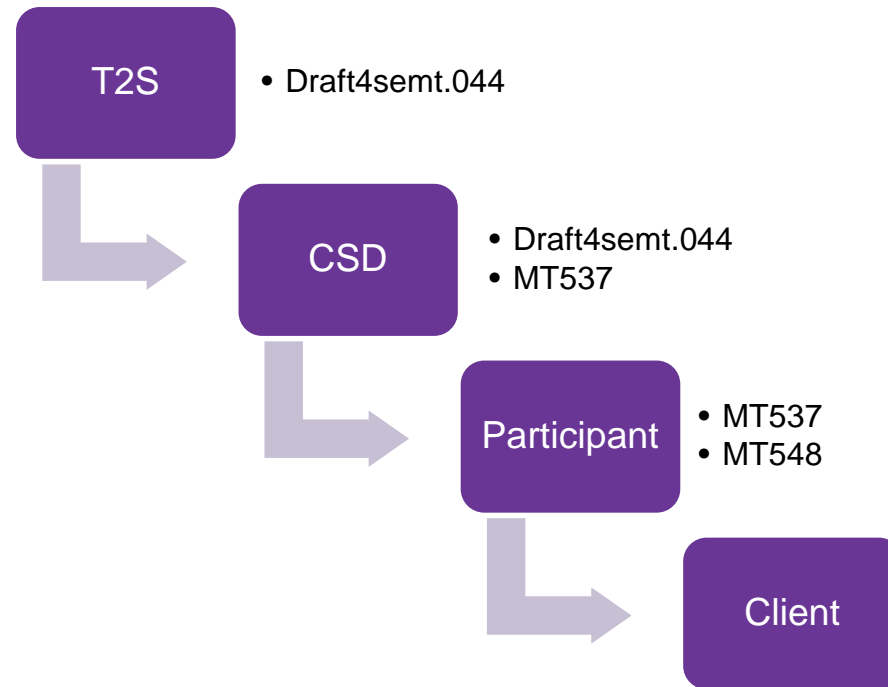 T2S
• Draft4semt.044
CSD
• Draft4semt.044
• MT537
Participant
• MT537
• MT548
Client